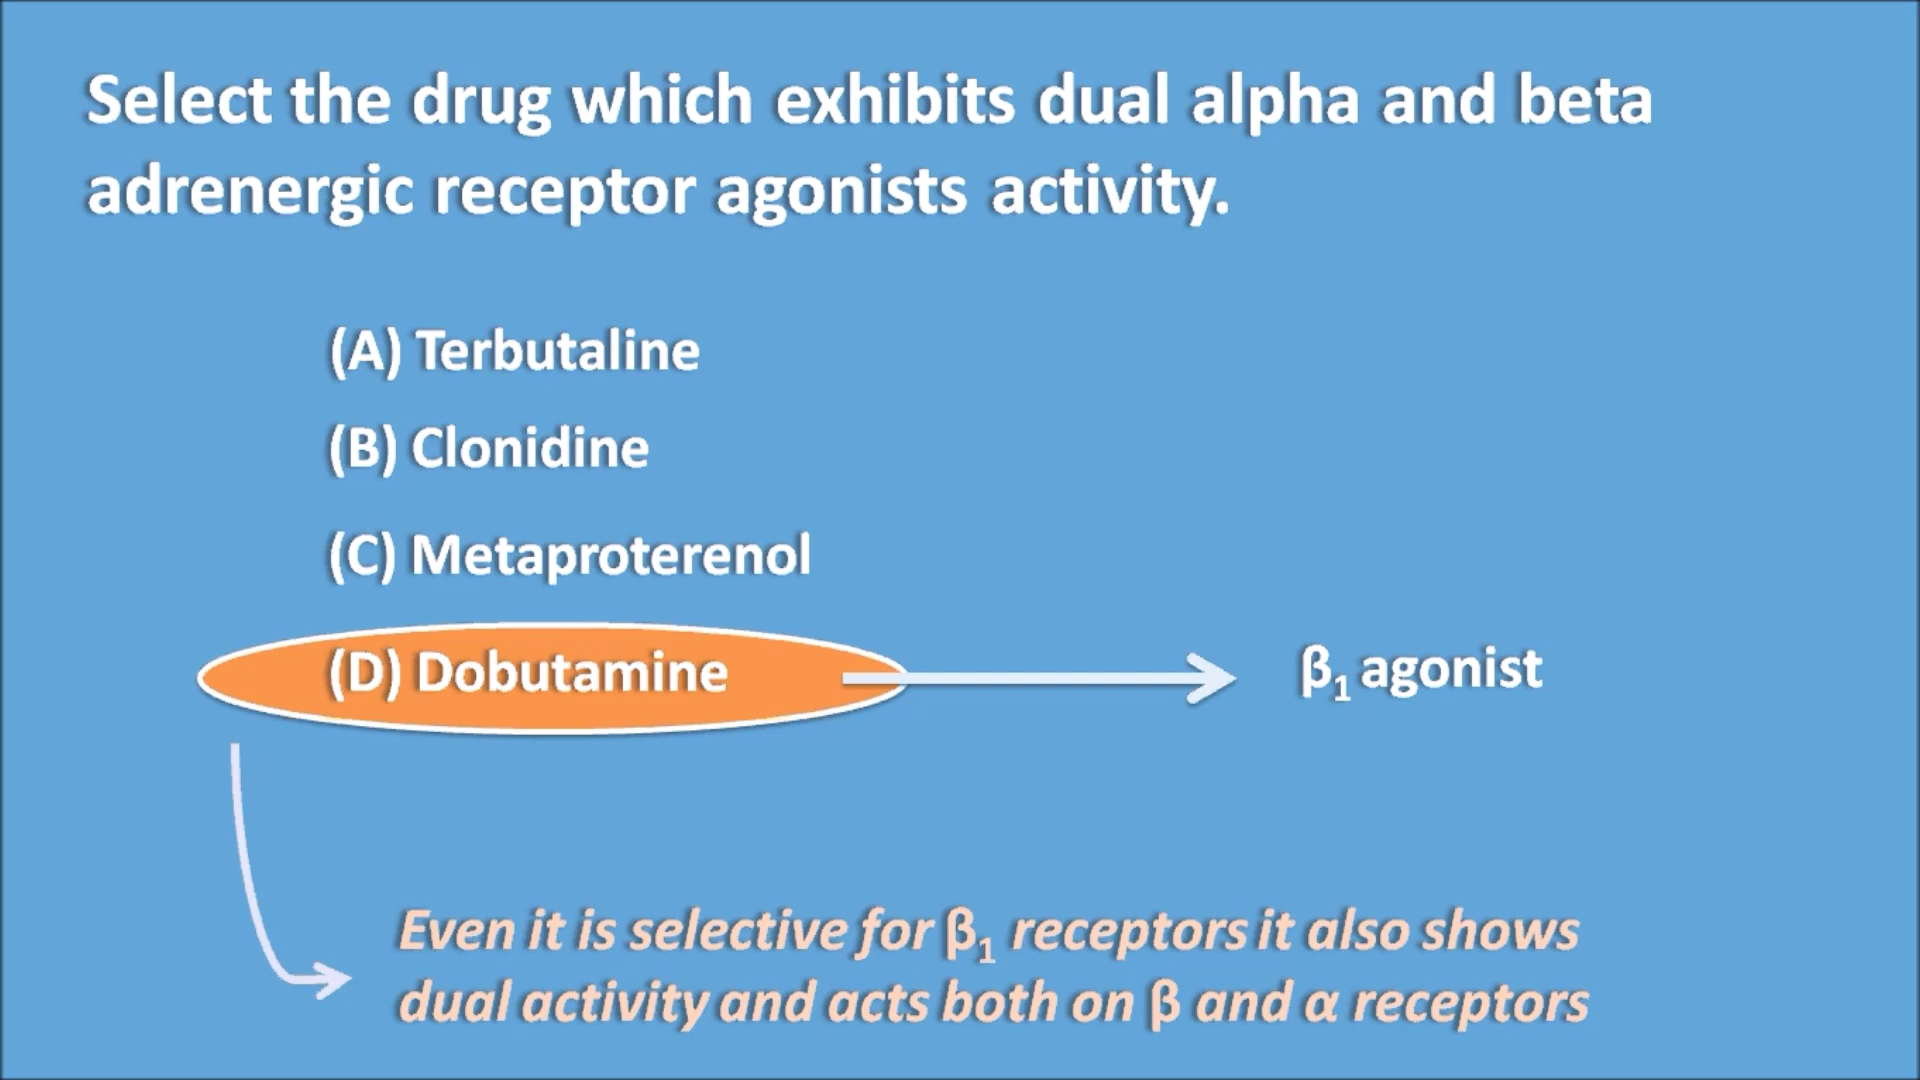 Select the drug which exhibits dual alpha and beta
adrenergic receptor agonists activity.
(A) Terbutaline
(B) Clonidine
(C) Metaproterenol
(D) Dobutamine
β₁ agonist
Even it is selective for β₁ receptors it also shows
dual activity and acts both on β and α receptors